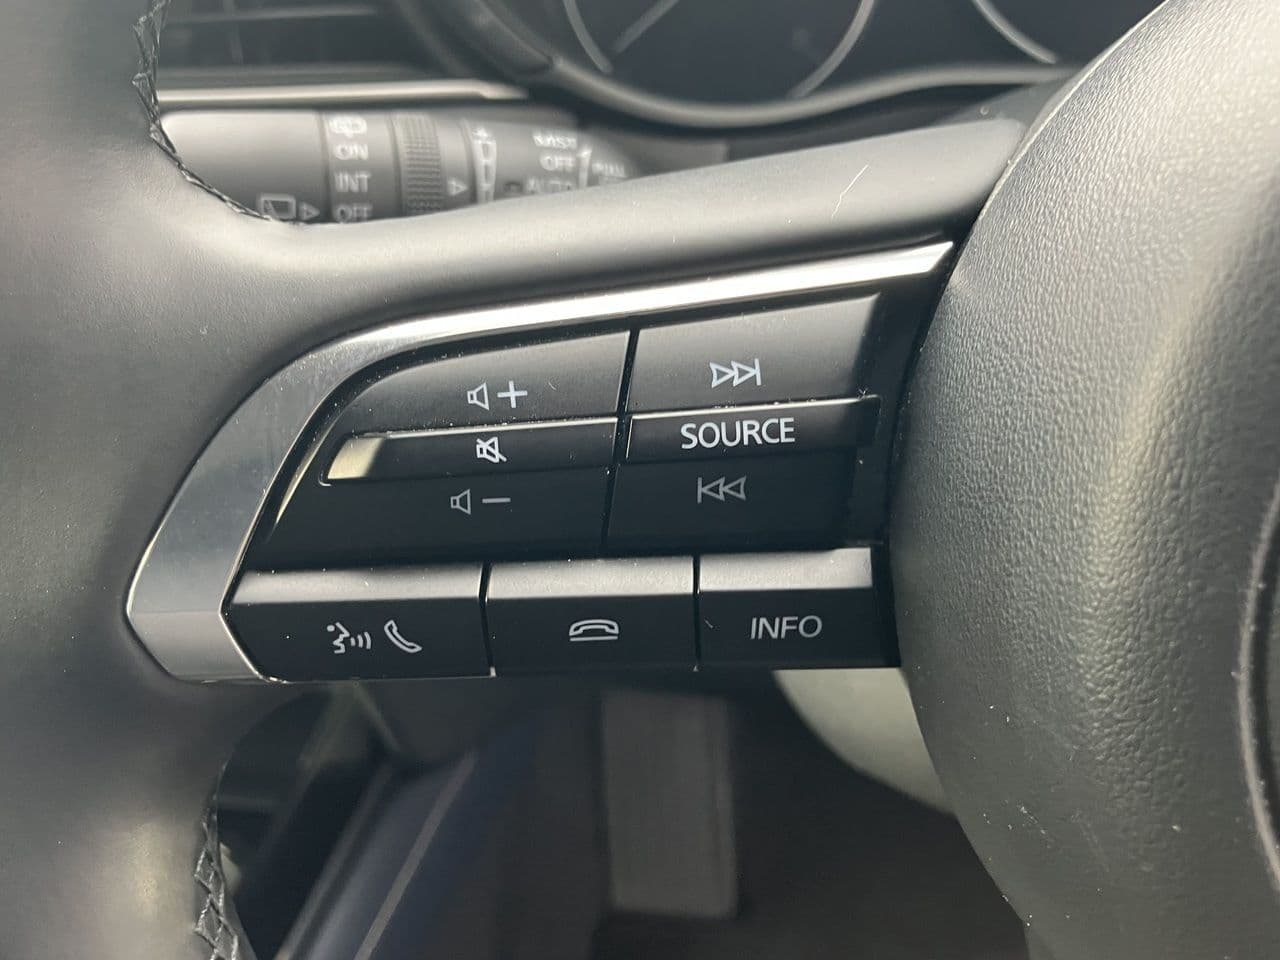 ON
INT
OFF
MIST
OFF
AUTO
SOURCE
INFO